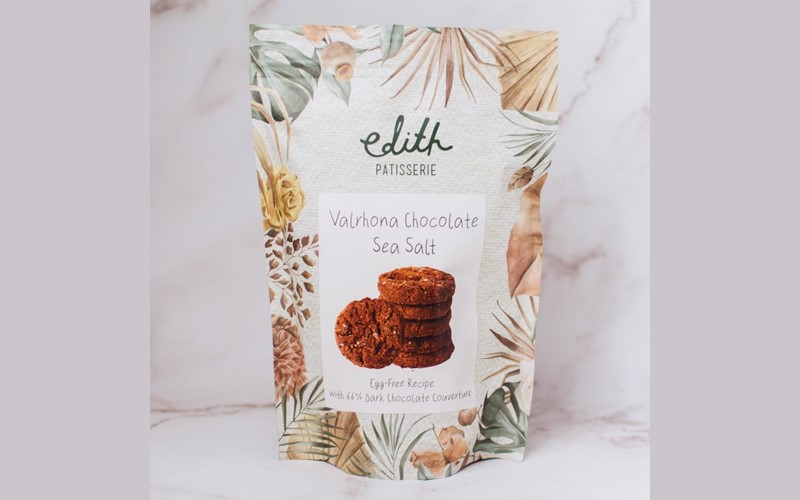 edith
PATISSERIE
Valrhona Chocolate
Sea Salt
Egg-Free Recipe
with 66% Dark Chocolate Couverture